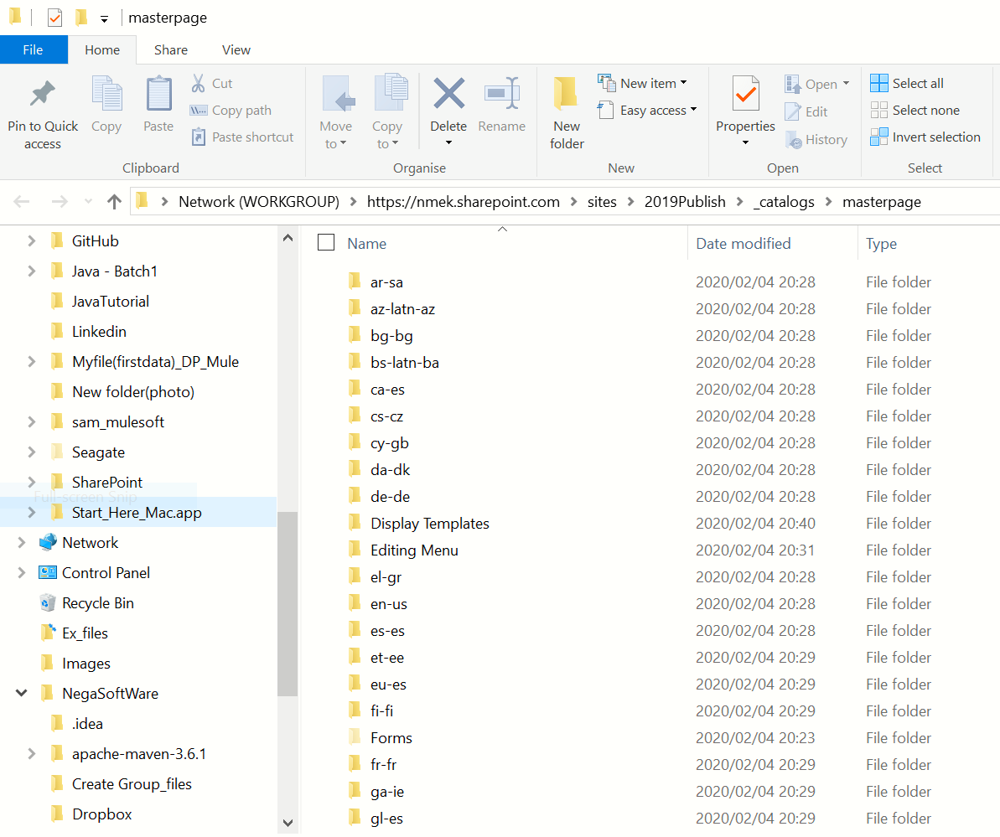 masterpage
File Home Share View
Pin to Quick access
Copy
Paste
Cut
Copy path
Paste shortcut
Clipboard
Move to
Copy to
Delete
Rename
Organise
New folder
New item
Easy access
New
Properties
Open
Edit
History
Open
Select all
Select none
Invert selection
Select
Network (WORKGROUP) https://nmek.sharepoint.com sites 2019Publish _catalogs masterpage
GitHub
Java - Batch1
JavaTutorial
Linkedin
Myfile(firstdata)_DP_Mule
New folder(photo)
sam_mulesoft
Seagate
SharePoint
Full-screen Snip
Start_Here_Mac.app
Network
Control Panel
Recycle Bin
Ex_files
Images
NegaSoftWare
.idea
apache-maven-3.6.1
Create Group_files
Dropbox
Name Date modified Type
ar-sa 2020/02/04 20:28 File folder
az-latn-az 2020/02/04 20:28 File folder
bg-bg 2020/02/04 20:28 File folder
bs-latn-ba 2020/02/04 20:28 File folder
ca-es 2020/02/04 20:28 File folder
cs-cz 2020/02/04 20:28 File folder
cy-gb 2020/02/04 20:28 File folder
da-dk 2020/02/04 20:28 File folder
de-de 2020/02/04 20:28 File folder
Display Templates 2020/02/04 20:40 File folder
Editing Menu 2020/02/04 20:31 File folder
el-gr 2020/02/04 20:28 File folder
en-us 2020/02/04 20:28 File folder
es-es 2020/02/04 20:28 File folder
et-ee 2020/02/04 20:29 File folder
eu-es 2020/02/04 20:29 File folder
fi-fi 2020/02/04 20:29 File folder
Forms 2020/02/04 20:23 File folder
fr-fr 2020/02/04 20:29 File folder
ga-ie 2020/02/04 20:29 File folder
gl-es 2020/02/04 20:29 File folder